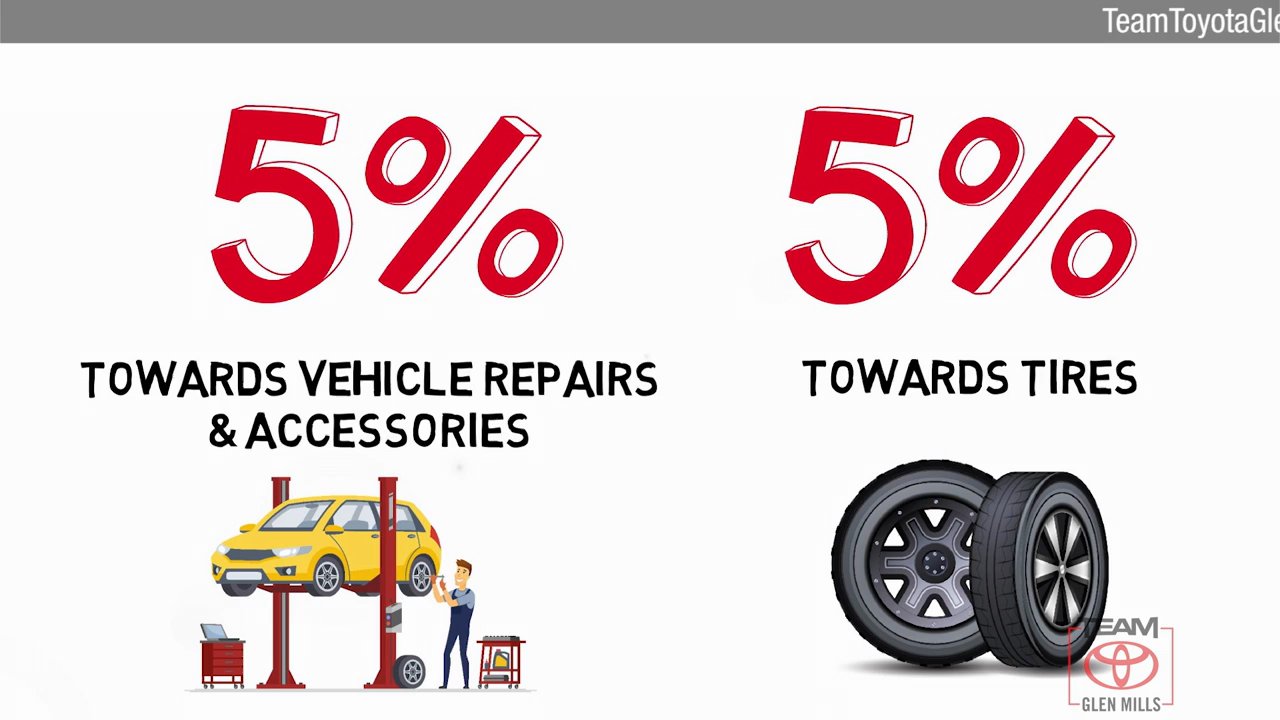 TeamToyotaGle
5% 5%
TOWARDS VEHICLE REPAIRS
& ACCESSORIES
TOWARDS TIRES
TEAM
GLEN MILLS